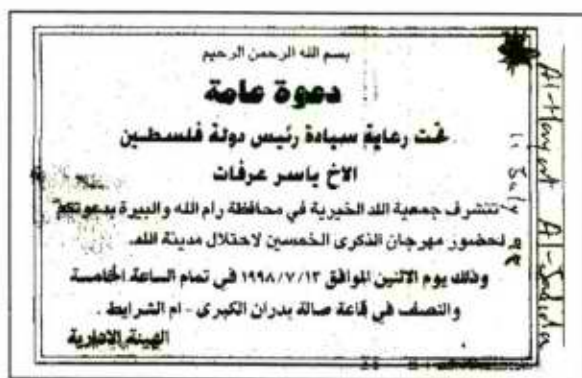 بسم الله الرحمن الرحيم
دعوة عامة
تحت رعاية سيادة رئيس دولة فلسطين
الاخ ياسر عرفات
تتشرف جمعية اللد الخيرية في محافظة رام الله والبيرة بدعوتكم
لحضور مهرجان الذكرى الخمسين لاحتلال مدينة اللد.
وذلك يوم الاثنين الموافق ١٩٩٨/٧/١٣ في تمام الساعة الخامسة
والنصف في قاعة صالة بدران الكبرى - ام الشرايط .
الهيئة الادارية
Al-Hayat Al-Jadida
July 98